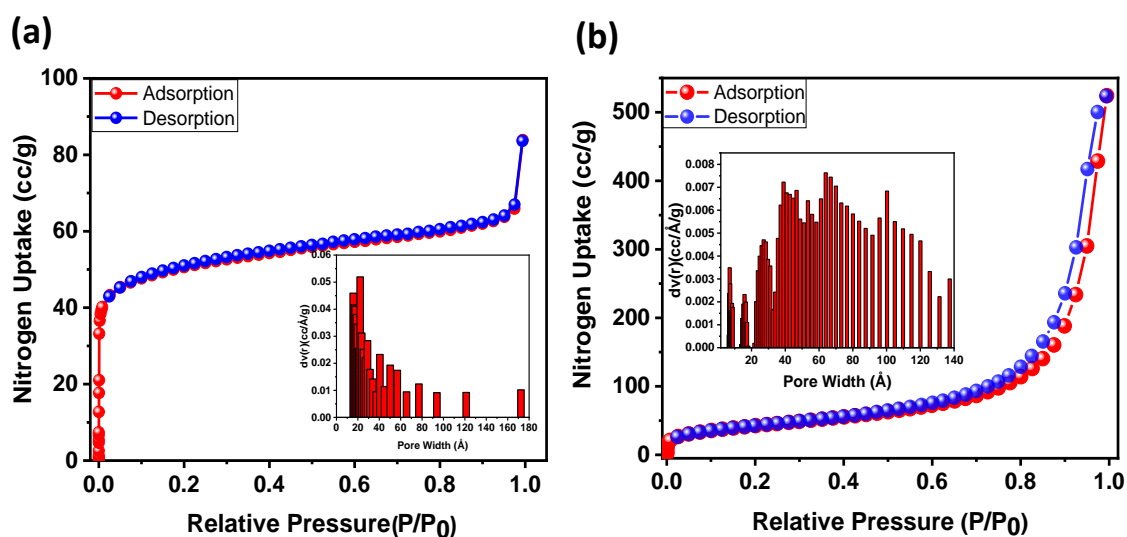 (a)
100
80
60
40
20
0
Nitrogen Uptake (cc/g)
Adsorption
Desorption
0.06
0.05
0.04
0.03
0.02
0.01
0.00
dv(r)(cc/Å/g)
0 20 40 60 80 100 120 140 160 180
Pore Width (Å)
0.0 0.2 0.4 0.6 0.8 1.0
Relative Pressure(P/P0)
(b)
500
400
300
200
100
0
Nitrogen Uptake (cc/g)
Adsorption
Desorption
0.008
0.007
0.006
0.005
0.004
0.003
0.002
0.001
0.000
dv(r)(cc/Å/g)
0 20 40 60 80 100 120 140
Pore Width (Å)
0.0 0.2 0.4 0.6 0.8 1.0
Relative Pressure (P/P0)